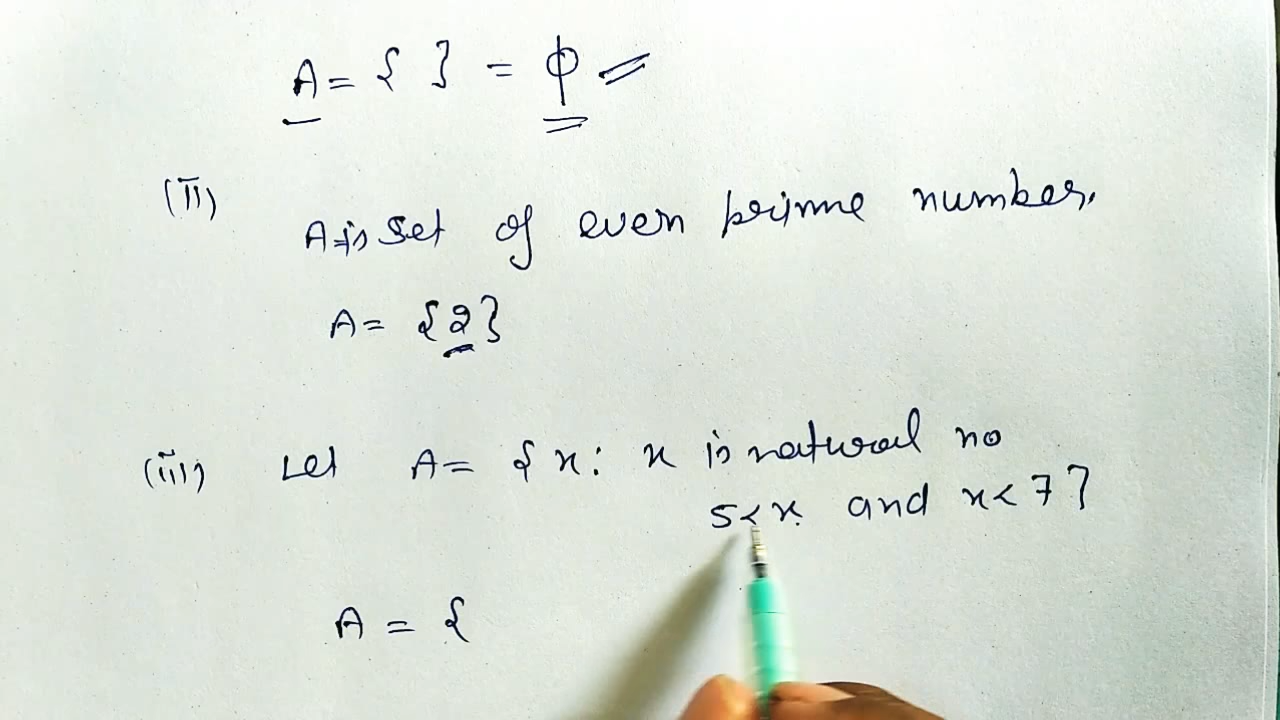 A = { } = φ
(ii)
A is set of even prime number.
A = {2}
(iii) Let A = { x : x is natural no
5 < x and x < 7 }
A = {